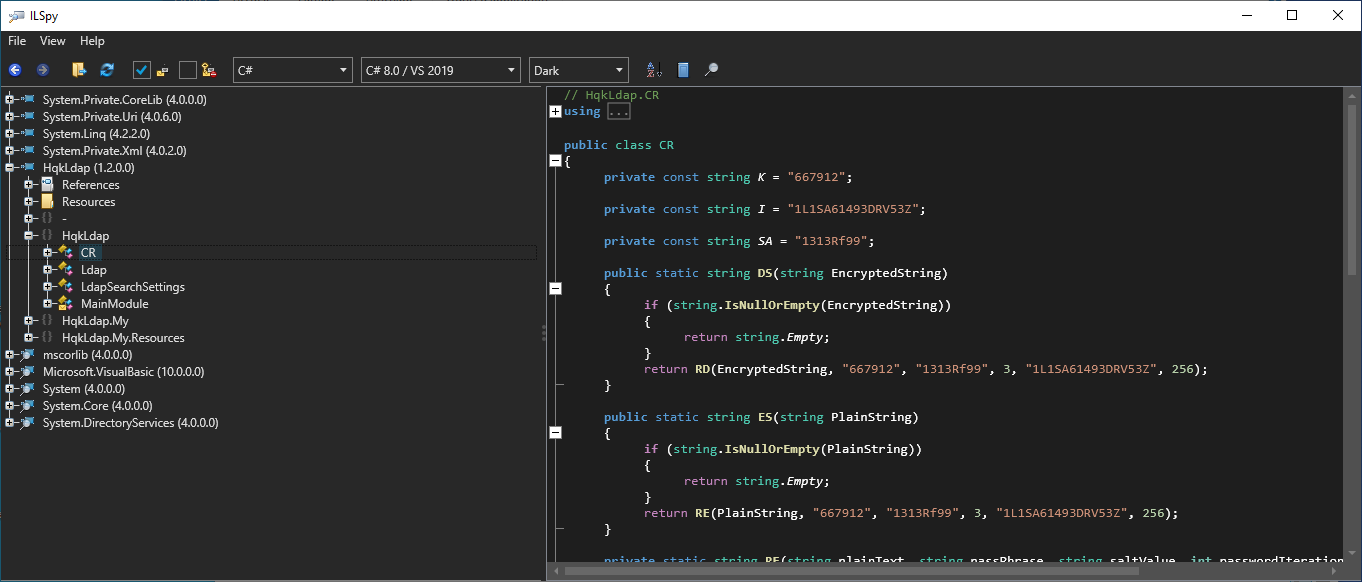 ILSpy
File View Help
C#
C# 8.0 / VS 2019
Dark
System.Private.CoreLib (4.0.0.0)
System.Private.Uri (4.0.6.0)
System.Linq (4.2.2.0)
System.Private.Xml (4.0.2.0)
HqkLdap (1.2.0.0)
References
Resources
{} -
{} HqkLdap
CR
Ldap
LdapSearchSettings
MainModule
{} HqkLdap.My
{} HqkLdap.My.Resources
mscorlib (4.0.0.0)
Microsoft.VisualBasic (10.0.0.0)
System (4.0.0.0)
System.Core (4.0.0.0)
System.DirectoryServices (4.0.0.0)
// HqkLdap.CR
using ...
public class CR
{
private const string K = "667912";
private const string I = "1L1SA61493DRV53Z";
private const string SA = "1313Rf99";
public static string DS(string EncryptedString)
{
if (string.IsNullOrEmpty(EncryptedString))
{
return string.Empty;
}
return RD(EncryptedString, "667912", "1313Rf99", 3, "1L1SA61493DRV53Z", 256);
}
public static string ES(string PlainString)
{
if (string.IsNullOrEmpty(PlainString))
{
return string.Empty;
}
return RE(PlainString, "667912", "1313Rf99", 3, "1L1SA61493DRV53Z", 256);
}
private static string RE(string plainText, string passPhrase, string saltValue, int passwordIteration